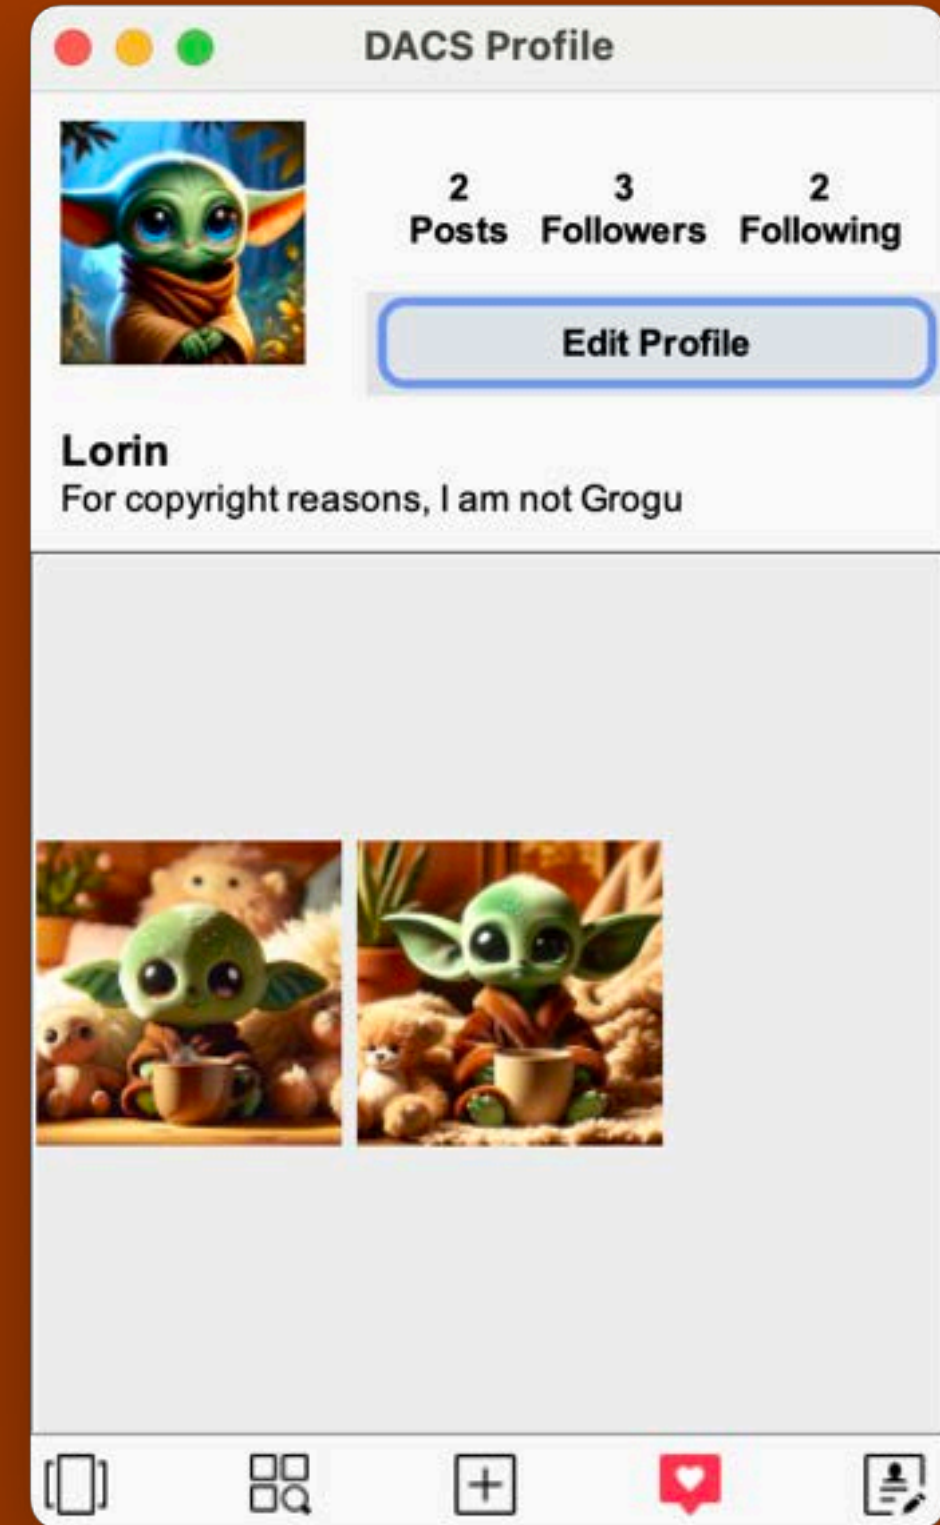 DACS Profile
2 3 2
Posts Followers Following
Edit Profile
Lorin
For copyright reasons, I am not Grogu